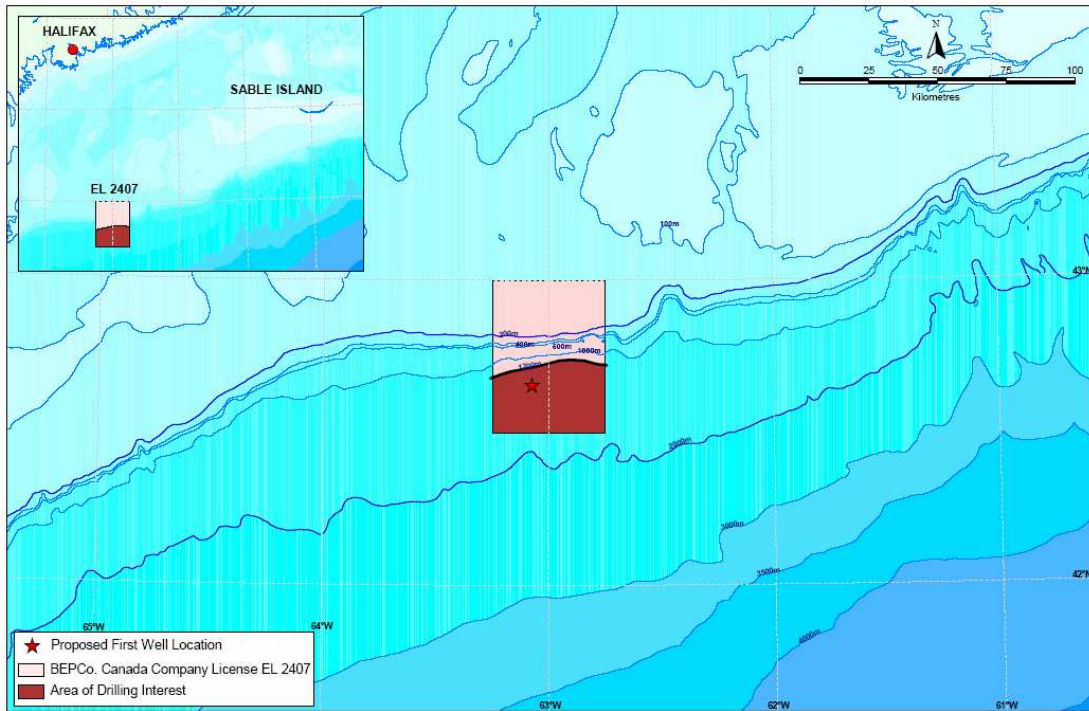 HALIFAX
SABLE ISLAND
EL 2407
N
0 25 50 75 100
Kilometres
100m
43°N
200m
400m 600m 1000m
1200m
2000m
3000m
3500m
4000m
42°N
65°W 64°W
63°W 62°W 61°W
Proposed First Well Location
BEPCo. Canada Company License EL 2407
Area of Drilling Interest